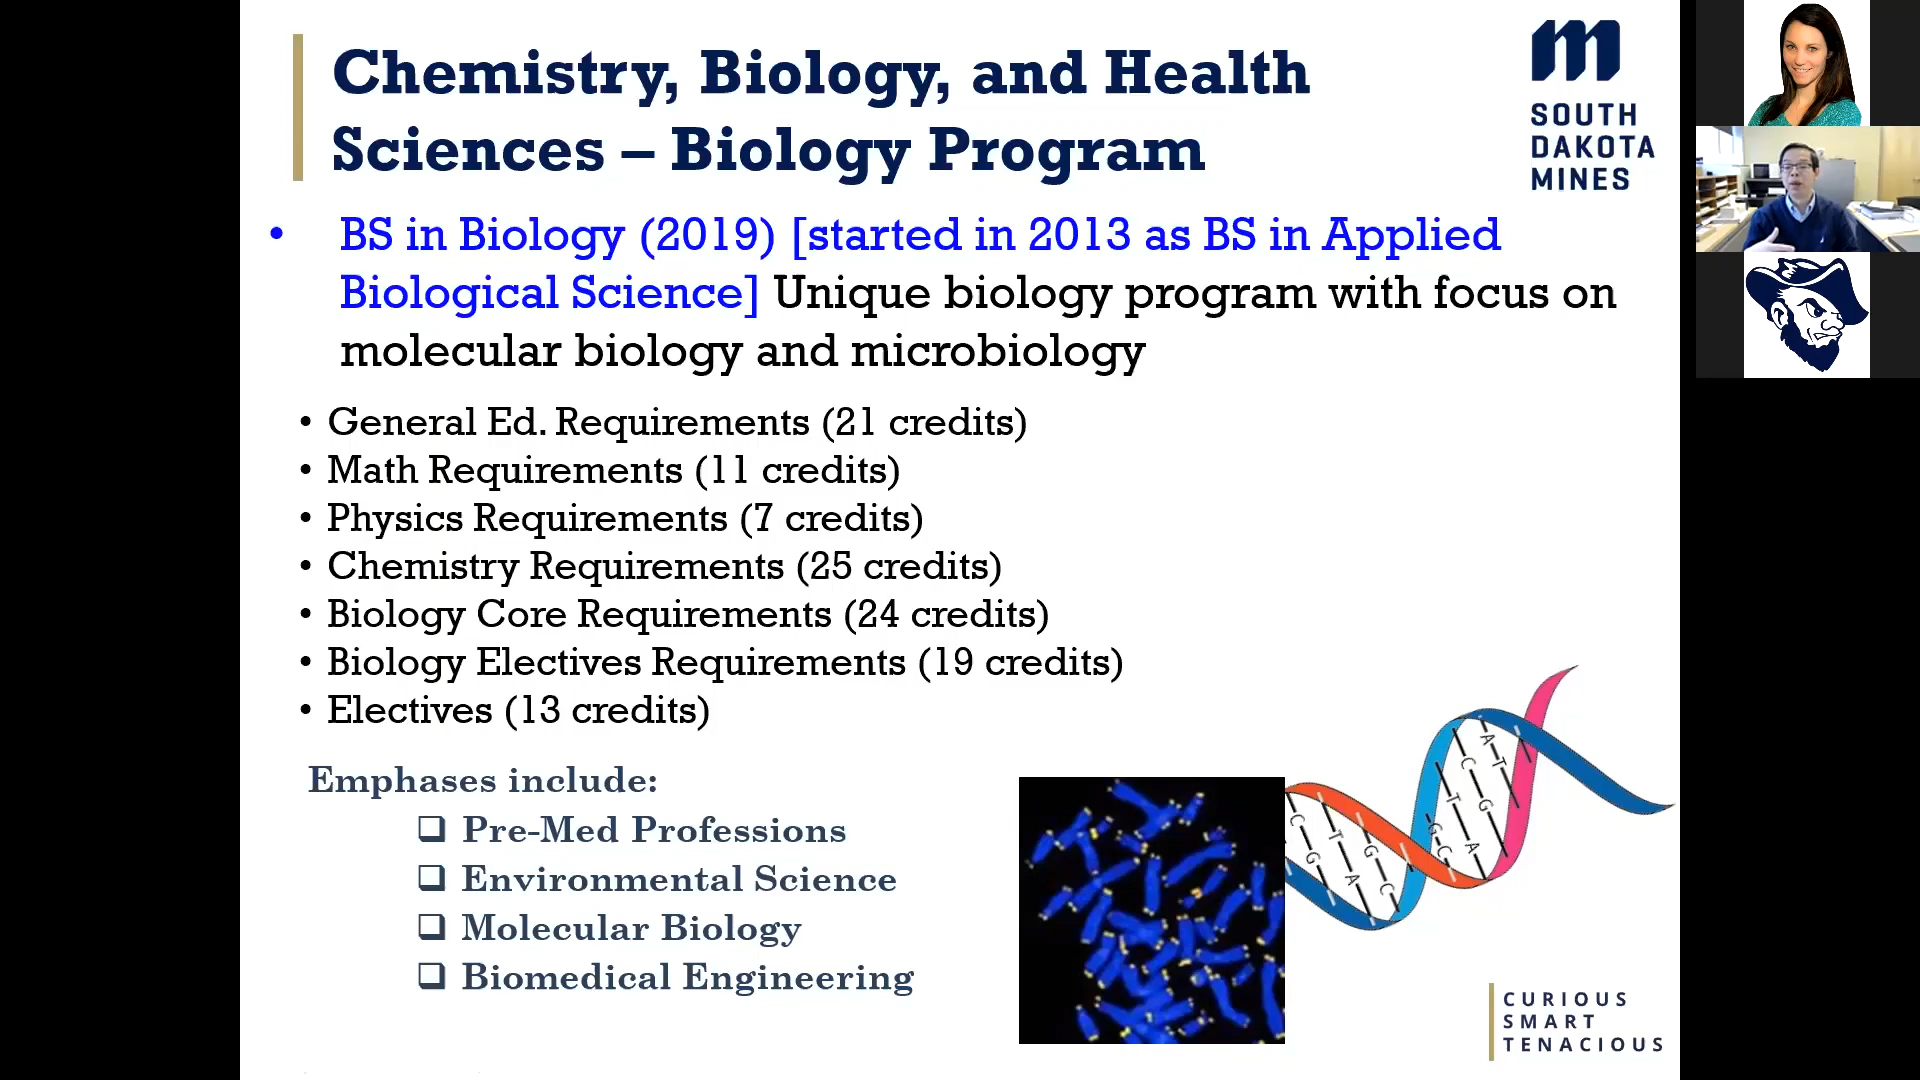 Chemistry, Biology, and Health
Sciences – Biology Program
SOUTH
DAKOTA
MINES
• BS in Biology (2019) [started in 2013 as BS in Applied
Biological Science] Unique biology program with focus on
molecular biology and microbiology
• General Ed. Requirements (21 credits)
• Math Requirements (11 credits)
• Physics Requirements (7 credits)
• Chemistry Requirements (25 credits)
• Biology Core Requirements (24 credits)
• Biology Electives Requirements (19 credits)
• Electives (13 credits)
Emphases include:
❑ Pre-Med Professions
❑ Environmental Science
❑ Molecular Biology
❑ Biomedical Engineering
C G
T A
G C
G C
T A
C G
A T
CURIOUS
SMART
TENACIOUS